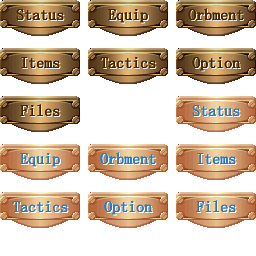 Status Equip Orbment
Items Tactics Option
Files Status
Equip Orbment Items
Tactics Option Files